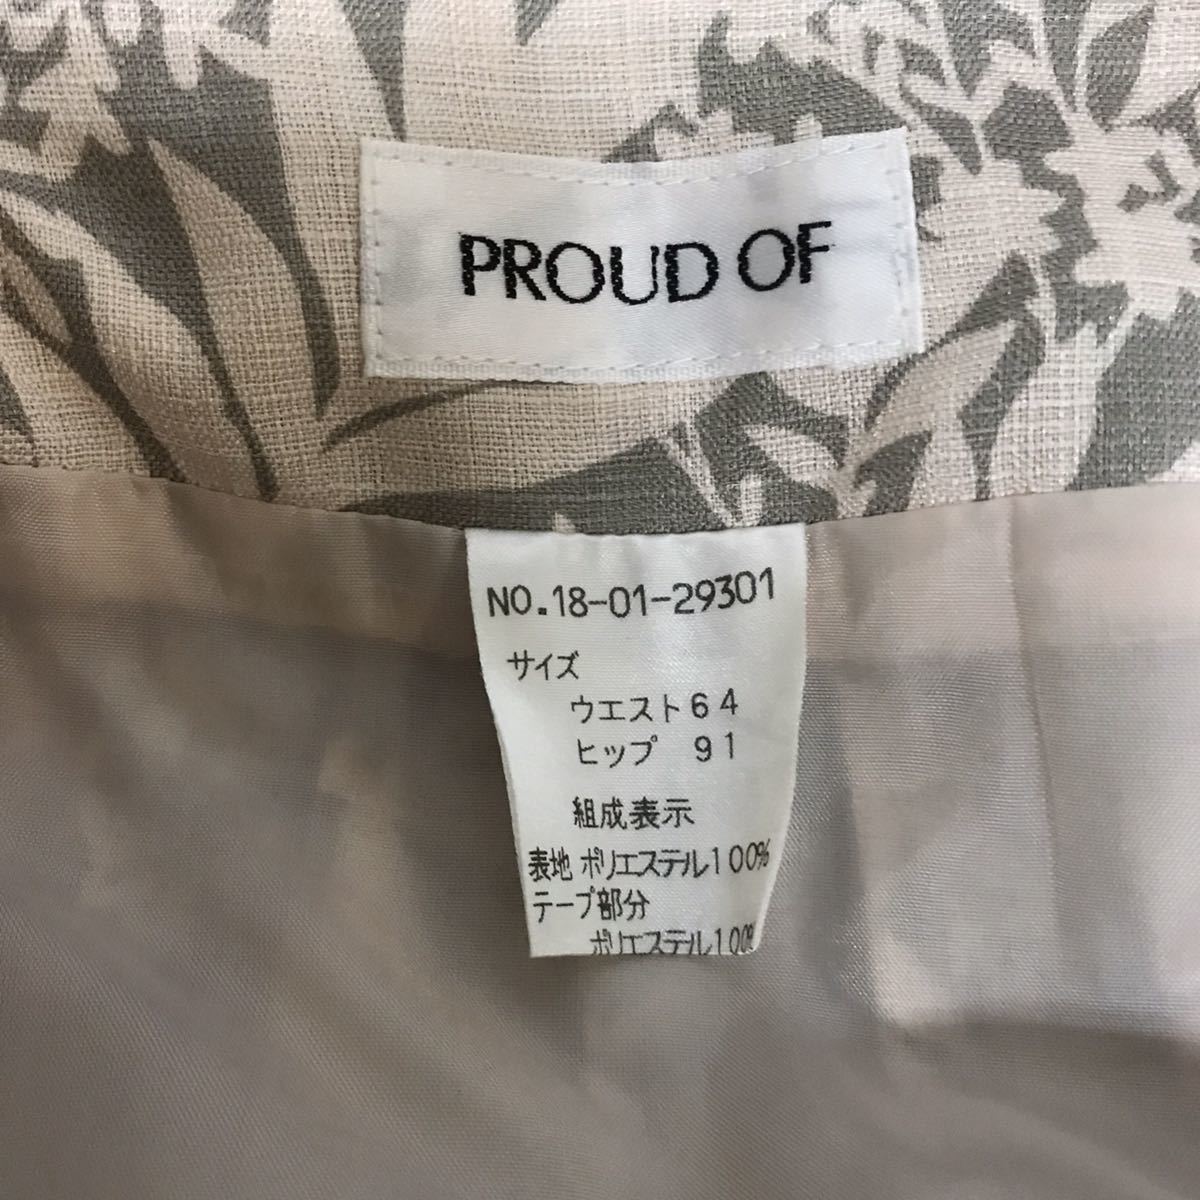 PROUD OF
NO.18-01-29301
サイズ
ウエスト64
ヒップ 91
組成表示
表地 ポリエステル100%
テープ部分
ポリエステル100%